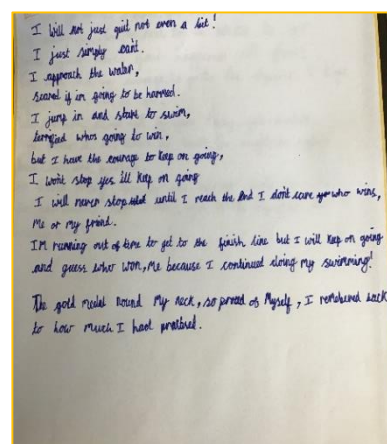 I will not just quit not even a bit!
I just simply cant.
I approach the water,
scared if im going to be harmed.
I jump in and start to swim,
terrified whos going to win,
but I have the courage to keep on going,
I wont stop yes ill keep on going
I will never stop until I reach the end I dont care who wins,
Me or my friend.
IM running out of time to get to the finish line but I will keep on going
and guess who won, Me because I continued doing my swimming!
The gold medal round my neck, so proud of Myself, I remebered back
to how much I had